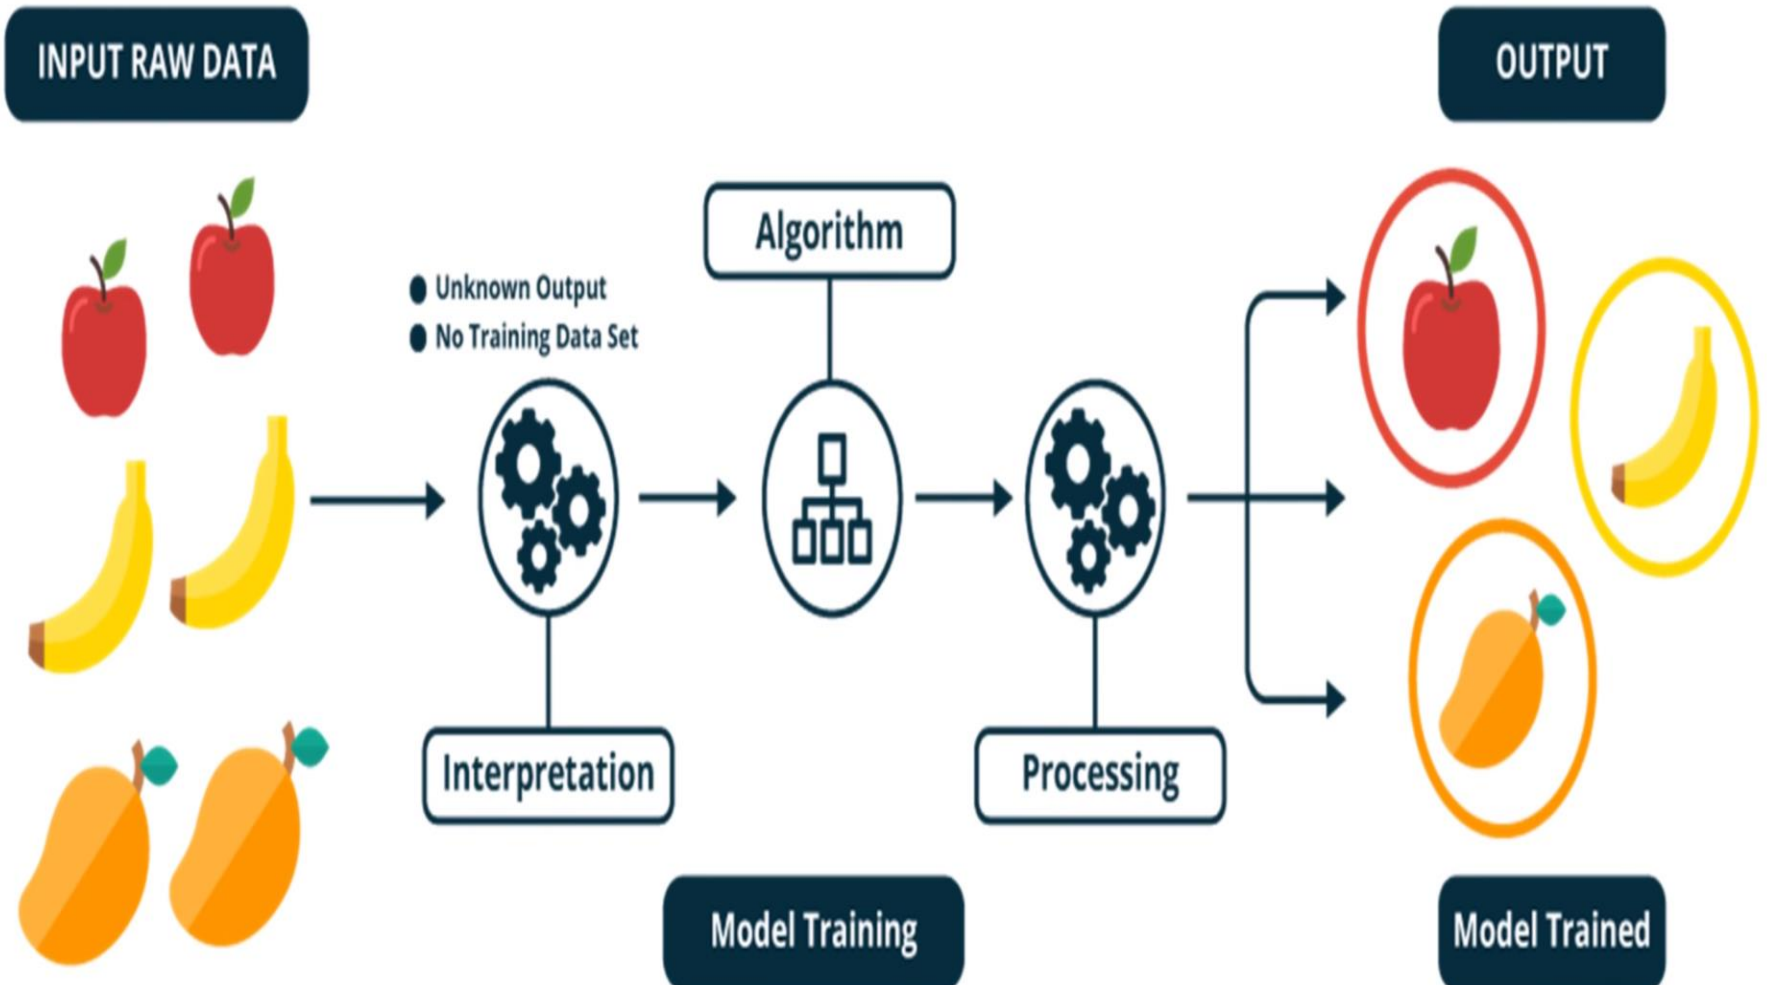 INPUT RAW DATA
OUTPUT
Algorithm
Unknown Output
No Training Data Set
Interpretation
Processing
Model Training
Model Trained